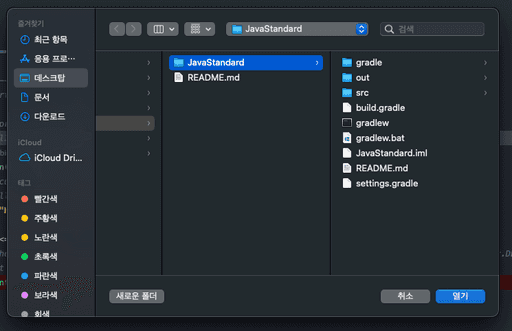 즐겨찾기
최근 항목
응용 프로…
데스크탑
문서
다운로드
iCloud
iCloud Dri…
태그
빨간색
주황색
노란색
초록색
파란색
보라색
회색
JavaStandard
검색
JavaStandard
README.md
gradle
out
src
build.gradle
gradlew
gradlew.bat
JavaStandard.iml
README.md
settings.gradle
새로운 폴더
취소
열기